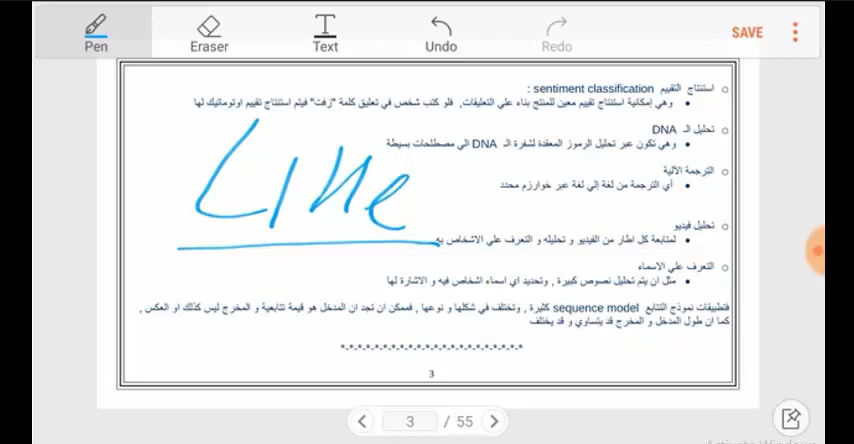 Pen
Eraser
Text
Undo
Redo
SAVE
استنتاج التقييم sentiment classification :
وهي إمكانية استنتاج تقييم معين للمنتج بناء علي التعليقات, فلو كتب شخص في تعليق كلمة "زفت" فيتم استنتاج تقييم اوتوماتيك لها
تحليل الـ DNA
وهي تكون عبر تحليل الرموز المعقدة لشفرة الـ DNA الي مصطلحات بسيطة
الترجمة الآلية
أي الترجمة من لغة إلي لغة عبر خوارزم محدد
تحليل فيديو
لمتابعة كل اطار من الفيديو و تحليله و التعرف علي الاشخاص به
التعرف علي الاسماء
مثل ان يتم تحليل نصوص كبيرة , وتحديد اي اسماء اشخاص فيه و الاشارة لها
Line
فتطبيقات نموذج التتابع sequence model كثيرة , وتختلف في شكلها و نوعها , فممكن ان تجد ان المدخل هو قيمة تتابعية و المخرج ليس كذلك او العكس ,
كما ان طول المدخل و المخرج قد يتساوي و قد يختلف
*-*-*-*-*-*-*-*-*-*-*-*-*-*-*-*-*-*-*-*-*
3
3 / 55